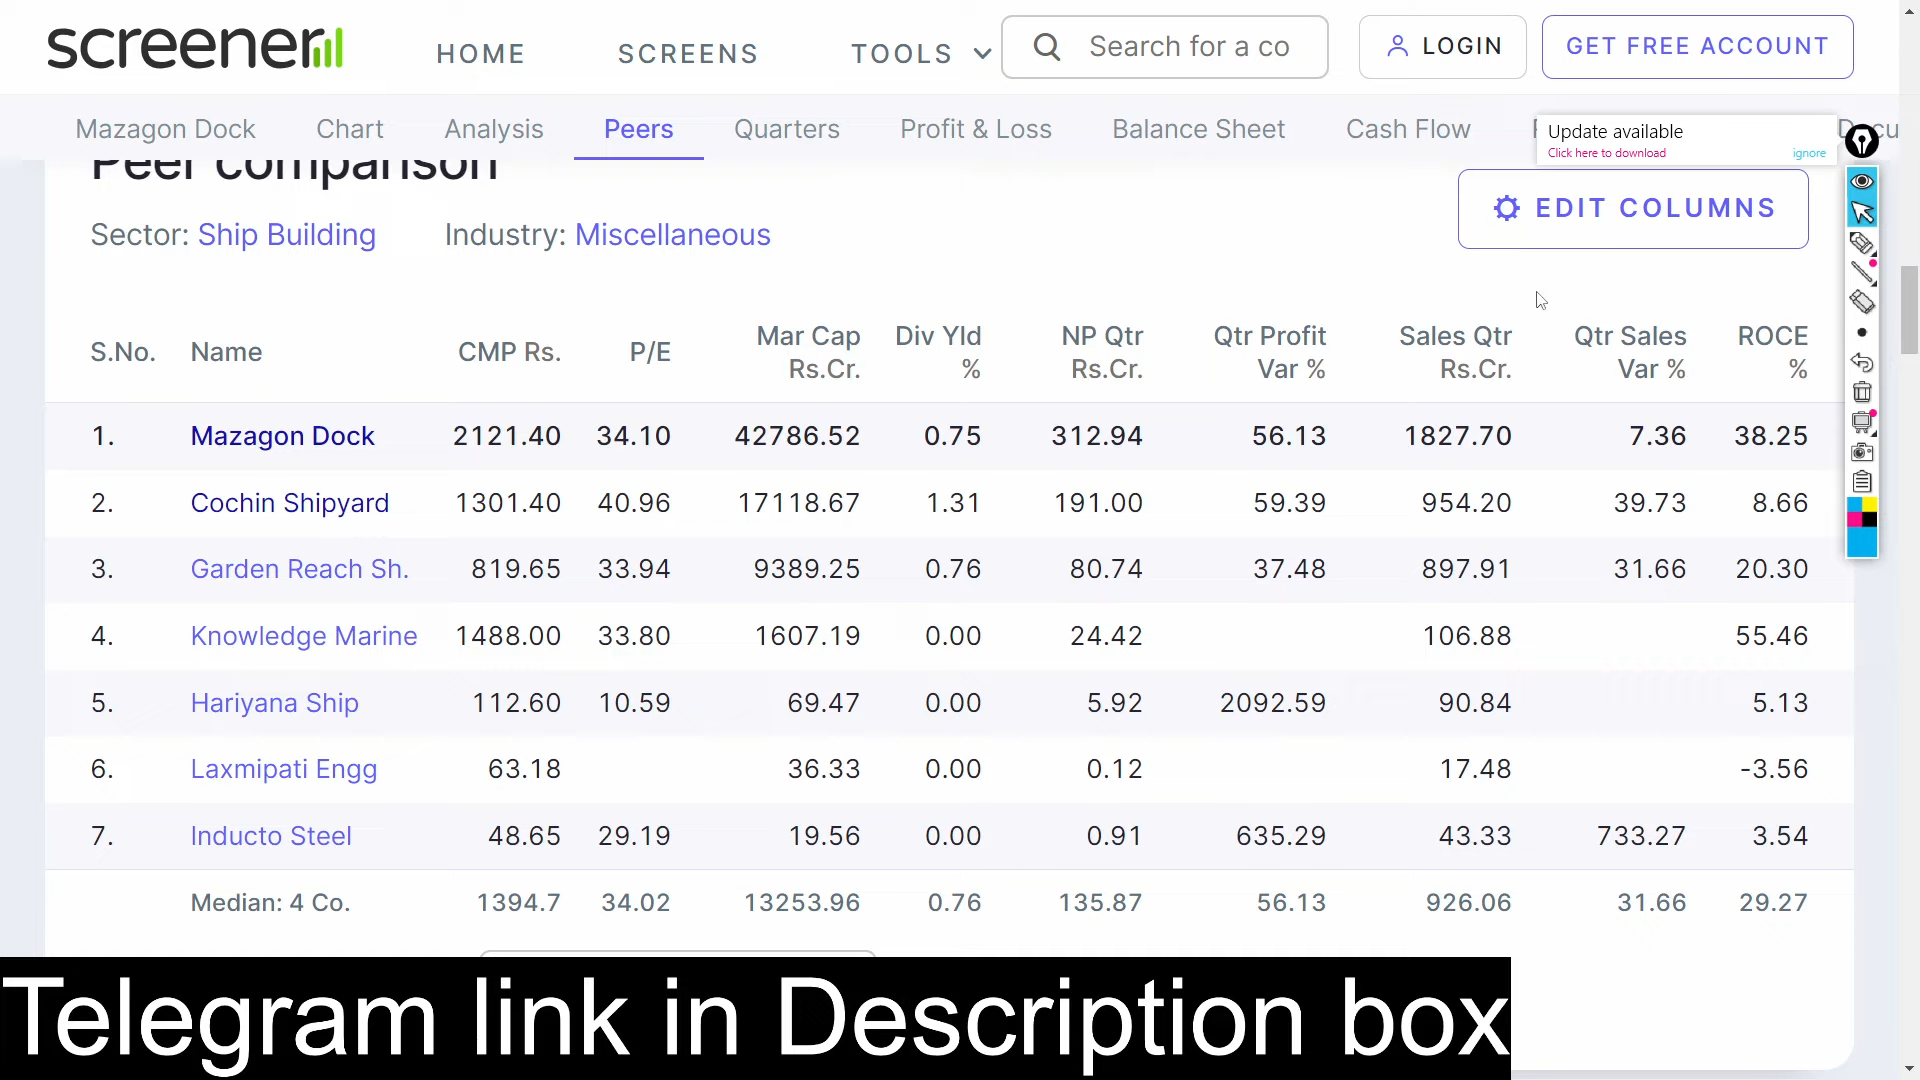 screener
HOME SCREENS TOOLS Search for a co LOGIN GET FREE ACCOUNT
Mazagon Dock Chart Analysis Peers Quarters Profit & Loss Balance Sheet Cash Flow
Update available
Click here to download ignore
Peer comparison
EDIT COLUMNS
Sector: Ship Building Industry: Miscellaneous
S.No. Name CMP Rs. P/E Mar Cap Rs.Cr. Div Yld % NP Qtr Rs.Cr. Qtr Profit Var % Sales Qtr Rs.Cr. Qtr Sales Var % ROCE %
1. Mazagon Dock 2121.40 34.10 42786.52 0.75 312.94 56.13 1827.70 7.36 38.25
2. Cochin Shipyard 1301.40 40.96 17118.67 1.31 191.00 59.39 954.20 39.73 8.66
3. Garden Reach Sh. 819.65 33.94 9389.25 0.76 80.74 37.48 897.91 31.66 20.30
4. Knowledge Marine 1488.00 33.80 1607.19 0.00 24.42 106.88 55.46
5. Hariyana Ship 112.60 10.59 69.47 0.00 5.92 2092.59 90.84 5.13
6. Laxmipati Engg 63.18 36.33 0.00 0.12 17.48 -3.56
7. Inducto Steel 48.65 29.19 19.56 0.00 0.91 635.29 43.33 733.27 3.54
Median: 4 Co. 1394.7 34.02 13253.96 0.76 135.87 56.13 926.06 31.66 29.27
Telegram link in Description box